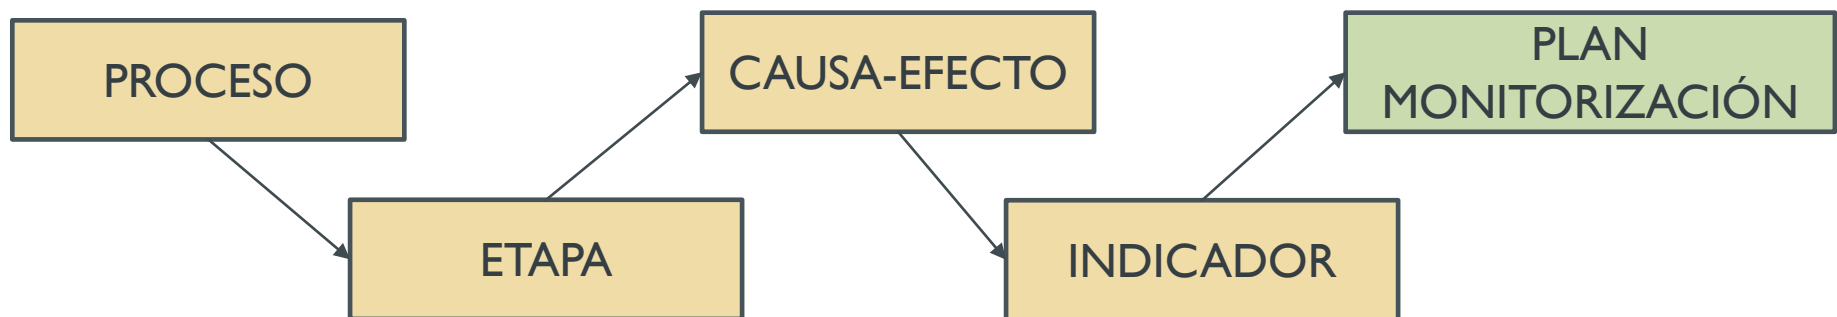 PROCESO
ETAPA
CAUSA-EFECTO
INDICADOR
PLAN
MONITORIZACIÓN